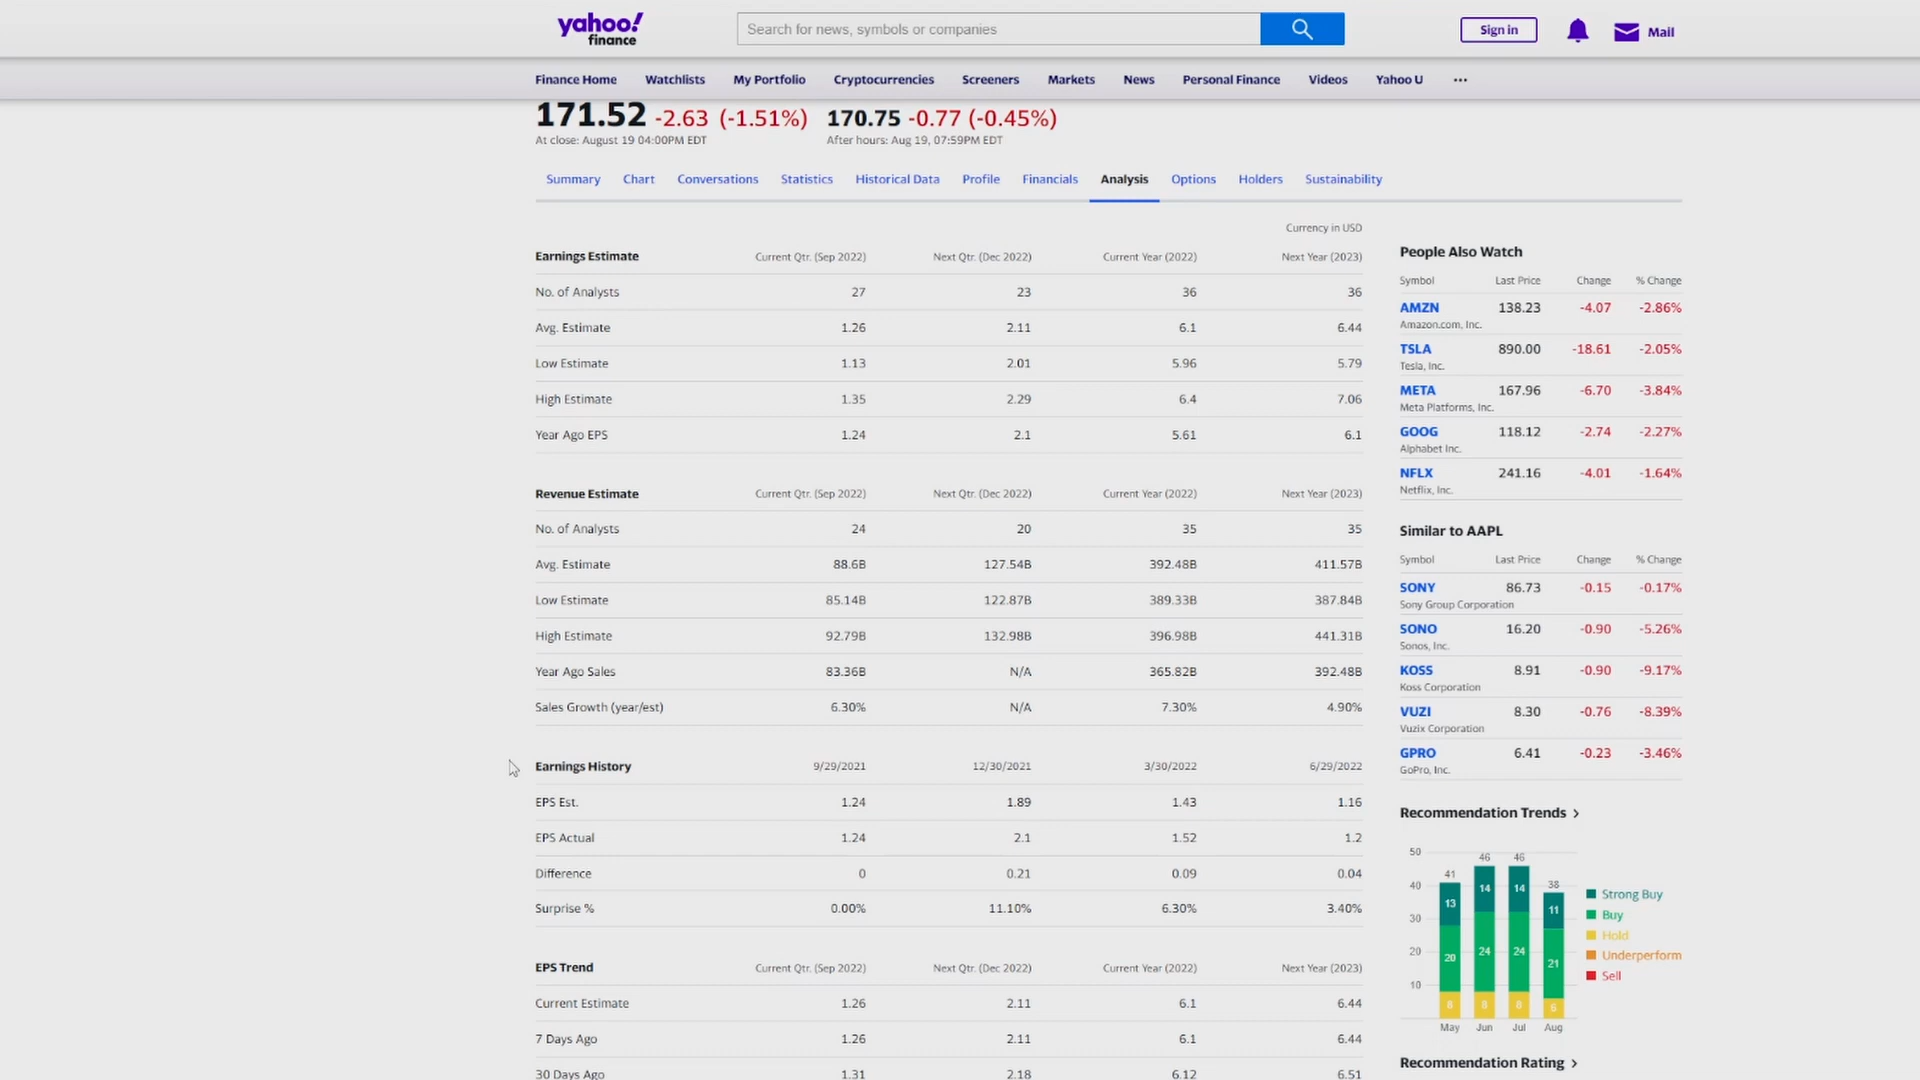 yahoo!
finance
Search for news, symbols or companies
Sign in
Mail
Finance Home Watchlists My Portfolio Cryptocurrencies Screeners Markets News Personal Finance Videos Yahoo U ...
171.52 -2.63 (-1.51%) 170.75 -0.77 (-0.45%)
At close: August 19 04:00PM EDT After hours: Aug 19, 07:59PM EDT
Summary Chart Conversations Statistics Historical Data Profile Financials Analysis Options Holders Sustainability
Currency in USD
Earnings Estimate Current Qtr. (Sep 2022) Next Qtr. (Dec 2022) Current Year (2022) Next Year (2023)
No. of Analysts 27 23 36 36
Avg. Estimate 1.26 2.11 6.1 6.44
Low Estimate 1.13 2.01 5.96 5.79
High Estimate 1.35 2.29 6.4 7.06
Year Ago EPS 1.24 2.1 5.61 6.1
Revenue Estimate Current Qtr. (Sep 2022) Next Qtr. (Dec 2022) Current Year (2022) Next Year (2023)
No. of Analysts 24 20 35 35
Avg. Estimate 88.6B 127.54B 392.48B 411.57B
Low Estimate 85.14B 122.87B 389.33B 387.84B
High Estimate 92.79B 132.98B 396.98B 441.31B
Year Ago Sales 83.36B N/A 365.82B 392.48B
Sales Growth (year/est) 6.30% N/A 7.30% 4.90%
Earnings History 9/29/2021 12/30/2021 3/30/2022 6/29/2022
EPS Est. 1.24 1.89 1.43 1.16
EPS Actual 1.24 2.1 1.52 1.2
Difference 0 0.21 0.09 0.04
Surprise % 0.00% 11.10% 6.30% 3.40%
EPS Trend Current Qtr. (Sep 2022) Next Qtr. (Dec 2022) Current Year (2022) Next Year (2023)
Current Estimate 1.26 2.11 6.1 6.44
7 Days Ago 1.26 2.11 6.1 6.44
30 Days Ago 1.31 2.18 6.12 6.51
People Also Watch
Symbol Last Price Change % Change
AMZN 138.23 -4.07 -2.86%
Amazon.com, Inc.
TSLA 890.00 -18.61 -2.05%
Tesla, Inc.
META 167.96 -6.70 -3.84%
Meta Platforms, Inc.
GOOG 118.12 -2.74 -2.27%
Alphabet Inc.
NFLX 241.16 -4.01 -1.64%
Netflix, Inc.
Similar to AAPL
Symbol Last Price Change % Change
SONY 86.73 -0.15 -0.17%
Sony Group Corporation
SONO 16.20 -0.90 -5.26%
Sonos, Inc.
KOSS 8.91 -0.90 -9.17%
Koss Corporation
VUZI 8.30 -0.76 -8.39%
Vuzix Corporation
GPRO 6.41 -0.23 -3.46%
GoPro, Inc.
Recommendation Trends >
50
40
30
20
10
41 46 46 38
13 14 14 11
20 24 24 21
8 8 8 6
May Jun Jul Aug
Strong Buy
Buy
Hold
Underperform
Sell
Recommendation Rating >